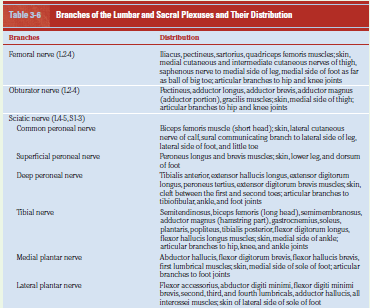 Table 3-6 Branches of the Lumbar and Sacral Plexuses and Their Distribution
Branches Distribution
Femoral nerve (L2-4) Iliacus, pectineus, sartorius, quadriceps femoris muscles; skin,
medial cutaneous and intermediate cutaneous nerves of thigh,
saphenous nerve to medial side of leg, medial side of foot as far
as ball of big toe; articular branches to hip and knee joints
Obturator nerve (L2-4) Pectineus, adductor longus, adductor brevis, adductor magnus
(adductor portion), gracilis muscles; skin, medial side of thigh;
articular branches to hip and knee joints
Sciatic nerve (L4-5, S1-3)
Common peroneal nerve Biceps femoris muscle (short head); skin, lateral cutaneous
nerve of calf, sural communicating branch to lateral side of leg,
lateral side of foot, and little toe
Superficial peroneal nerve Peroneus longus and brevis muscles; skin, lower leg, and dorsum
of foot
Deep peroneal nerve Tibialis anterior, extensor hallucis longus, extensor digitorum
longus, peroneus tertius, extensor digitorum brevis muscles; skin,
cleft between the first and second toes; articular branches to
tibiofibular, ankle, and foot joints
Tibial nerve Semitendinosus, biceps femoris (long head), semimembranosus,
adductor magnus (hamstring part), gastrocnemius, soleus,
plantaris, popliteus, tibialis posterior, flexor digitorum longus,
flexor hallucis longus muscles; skin, medial side of ankle;
articular branches to hip, knee, and ankle joints
Medial plantar nerve Abductor hallucis, flexor digitorum brevis, flexor hallucis brevis,
first lumbrical muscles; skin, medial side of sole of foot; articular
branches to foot joints
Lateral plantar nerve Flexor accessorius, abductor digiti minimi, flexor digiti minimi
brevis, second, third, and fourth lumbricals, adductor hallucis, all
interossei muscles; skin of lateral side of sole of foot